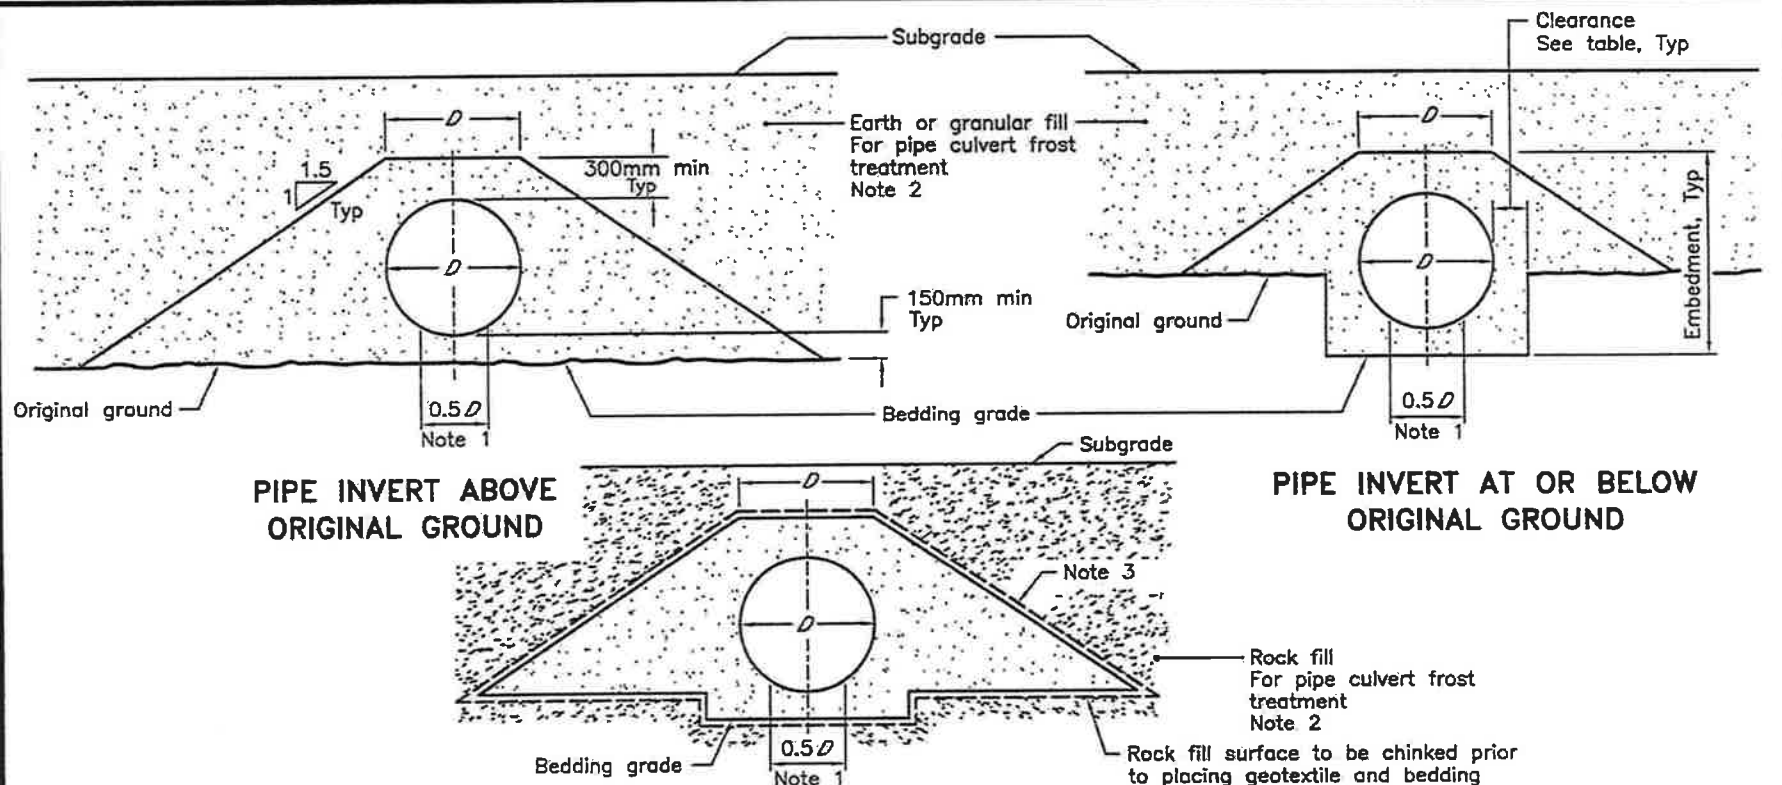 Subgrade
Clearance
See table, Typ
D
D
300mm min
Typ
1.5
1
Typ
Earth or granular fill
For pipe culvert frost
treatment
Note 2
D
D
Embedment, Typ
150mm min
Typ
Original ground
Original ground
0.5D
Note 1
Bedding grade
0.5D
Note 1
PIPE INVERT ABOVE
ORIGINAL GROUND
PIPE INVERT AT OR BELOW
ORIGINAL GROUND
Subgrade
D
D
Note 3
Rock fill
For pipe culvert frost
treatment
Note 2
Bedding grade
0.5D
Note 1
Rock fill surface to be chinked prior
to placing geotextile and bedding